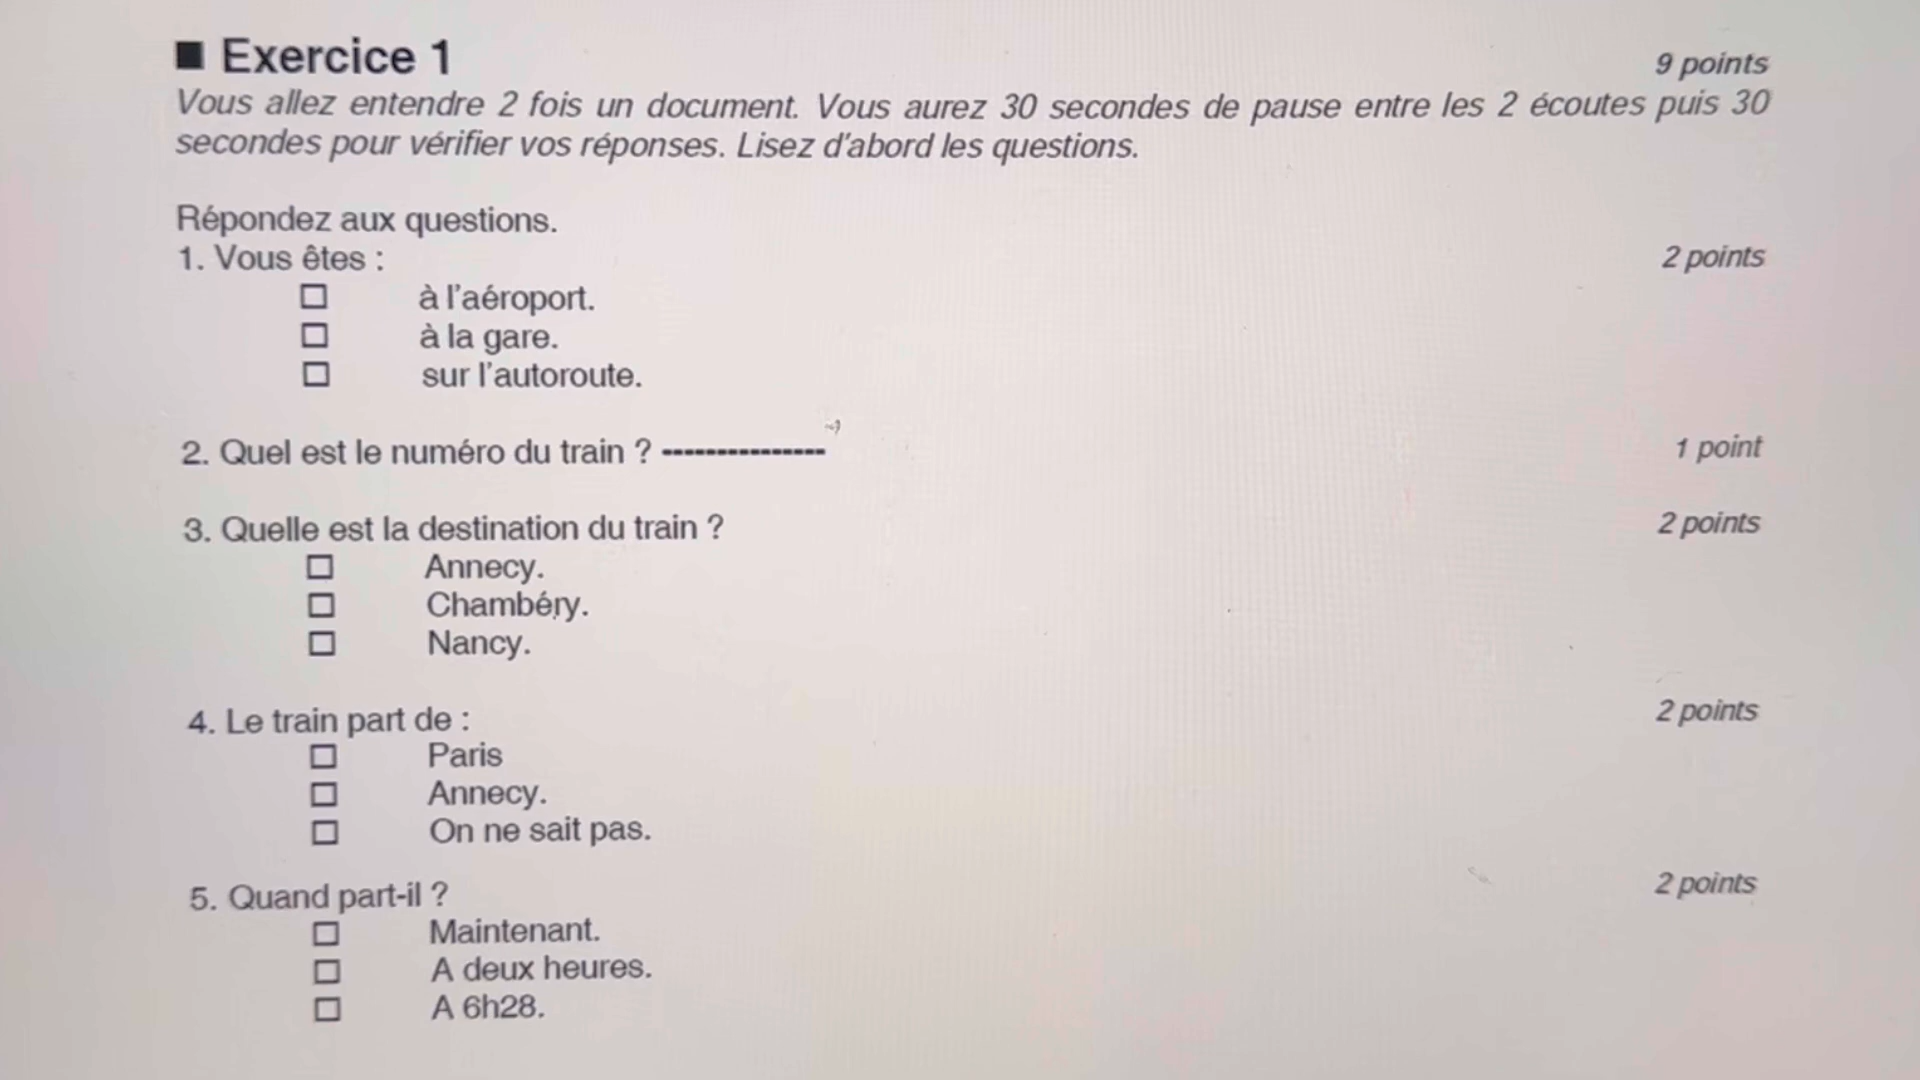 ■ Exercice 1
9 points
Vous allez entendre 2 fois un document. Vous aurez 30 secondes de pause entre les 2 écoutes puis 30
secondes pour vérifier vos réponses. Lisez d'abord les questions.
Répondez aux questions.
1. Vous êtes :
2 points
☐ à l'aéroport.
☐ à la gare.
☐ sur l'autoroute.
2. Quel est le numéro du train ? ---------------
1 point
3. Quelle est la destination du train ?
2 points
☐ Annecy.
☐ Chambéry.
☐ Nancy.
4. Le train part de :
2 points
☐ Paris
☐ Annecy.
☐ On ne sait pas.
5. Quand part-il ?
2 points
☐ Maintenant.
☐ A deux heures.
☐ A 6h28.